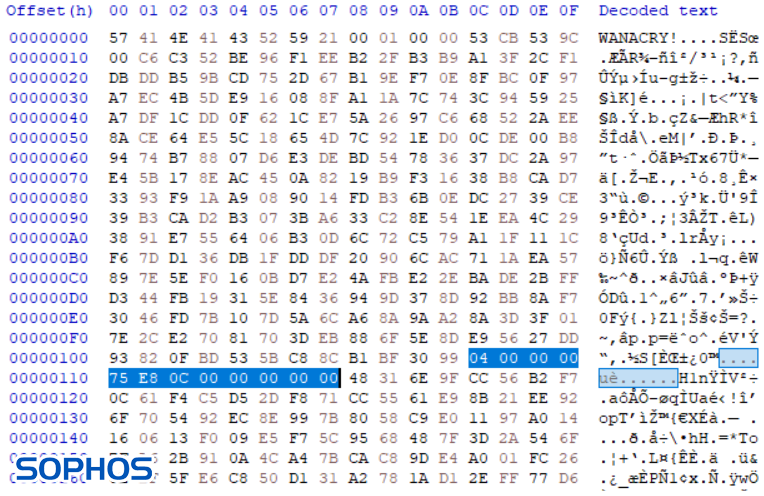 Offset(h) 00 01 02 03 04 05 06 07 08 09 0A 0B 0C 0D 0E 0F Decoded text
00000000 57 41 4E 41 43 52 59 21 00 01 00 00 53 CB 53 9C WANACRY!....SËSœ
00000010 00 C6 C3 52 BE 96 F1 EE B2 2F B3 B9 A1 3F 2C F1 .ÆÃR¾–ñî²/³¹¡?,ñ
00000020 DB DD B5 9B CD 75 2D 67 B1 9E F7 0E 8F BC 0F 97 ÛÝµ›Íu-g±ž÷..¼.—
00000030 A7 EC 4B 5D E9 16 08 8F A1 1A 7C 74 3C 94 59 25 §ìK]é...¡.|t<”Y%
00000040 A7 DF 1C DD 0F 62 1C E7 5A 26 97 C6 68 52 2A EE §ß.Ý.b.çZ&—ÆhR*î
00000050 8A CE 64 E5 5C 18 65 4D 7C 92 1E D0 0C DE 00 B8 ŠÎdå\.eM|’.Ð.Þ.¸
00000060 94 74 B7 88 07 D6 E3 DE BD 54 78 36 37 DC 2A 97 ”t·ˆ.ÖãÞ½Tx67Ü*—
00000070 E4 5B 17 8E AC 45 0A 82 19 B9 F3 16 38 B8 CA D7 ä[.Ž¬E.‚.¹ó.8¸Ê×
00000080 33 93 F9 1A A9 08 90 14 FD B3 6B 0E DC 27 39 CE 3“ù.©...ý³k.Ü'9Î
00000090 39 B3 CA D2 B3 07 3B A6 33 C2 8E 54 1E EA 4C 29 9³ÊÒ³.;¦3ÂŽT.êL)
000000A0 38 91 E7 55 64 06 B3 0D 6C 72 C5 79 A1 1F 11 1C 8‘çUd.³.lrÅy¡...
000000B0 F6 7D D1 36 DB 1F DD DF 20 90 6C AC 71 1A EA 57 ö}Ñ6Û.Ýß .l¬q.êW
000000C0 89 7E 5E F0 16 0B D7 E2 4A FB E2 2E BA DE 2B FF ‰~^ð..×âJûâ.ºÞ+ÿ
000000D0 D3 44 FB 19 31 5E 84 36 94 9D 37 8D 92 BB 8A F7 ÓDû.1^„6”.7.’»Š÷
000000E0 30 46 FD 7B 10 7D 5A 6C A6 8A 9A A2 8A 3D 3F 01 0Fý{.}Zl¦Šš¢Š=?.
000000F0 7E 2C E2 70 81 70 3D EB 88 6F 5E 8D E9 56 27 DD ~,âp.p=ëˆo^.éV'Ý
00000100 93 82 0F BD 53 5B C8 8C B1 BF 30 99 04 00 00 00 “‚.½S[ÈŒ±¿0™....
00000110 75 E8 0C 00 00 00 00 00 48 31 6E 9F CC 56 B2 F7 uè......H1nŸÌV²÷
00000120 0C 61 F4 C5 D5 2D F8 71 CC 55 61 E9 8B 21 EE 92 .aôÅÕ-øqÌUaé‹!î’
00000130 6F 70 54 92 EC 8E 99 7B 80 58 C9 E0 11 97 A0 14 opT’ìŽ™{€XÉà.— .
16 06 13 F0 09 E5 F7 5C 95 68 48 7F 3D 2A 54 6F ...ð.å÷\•hH.=*To
2B 91 0A 4C A4 7B CA C8 9D E4 A0 01 FC 26 .¦+‘.L¤{ÊÈ.ä .ü&
SOPHOS
5F E6 C8 50 D1 31 A2 78 1A D1 2E FF 77 D6 .¿_æÈPÑ1¢x.Ñ.ÿwÖ